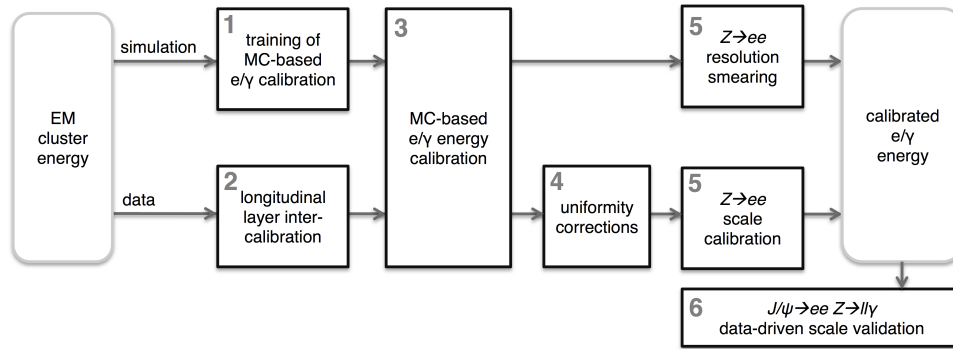 EM
cluster
energy
simulation
data
1
training of
MC-based
e/γ calibration
2
longitudinal
layer inter-
calibration
3
MC-based
e/γ energy
calibration
4
uniformity
corrections
5
Z→ee
resolution
smearing
5
Z→ee
scale
calibration
calibrated
e/γ
energy
6
J/ψ→ee Z→llγ
data-driven scale validation